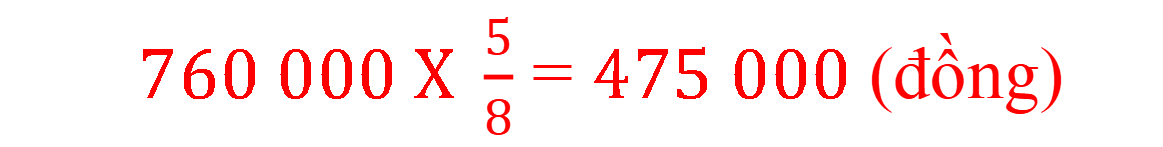 760 000 X 5/8 = 475 000 (đồng)